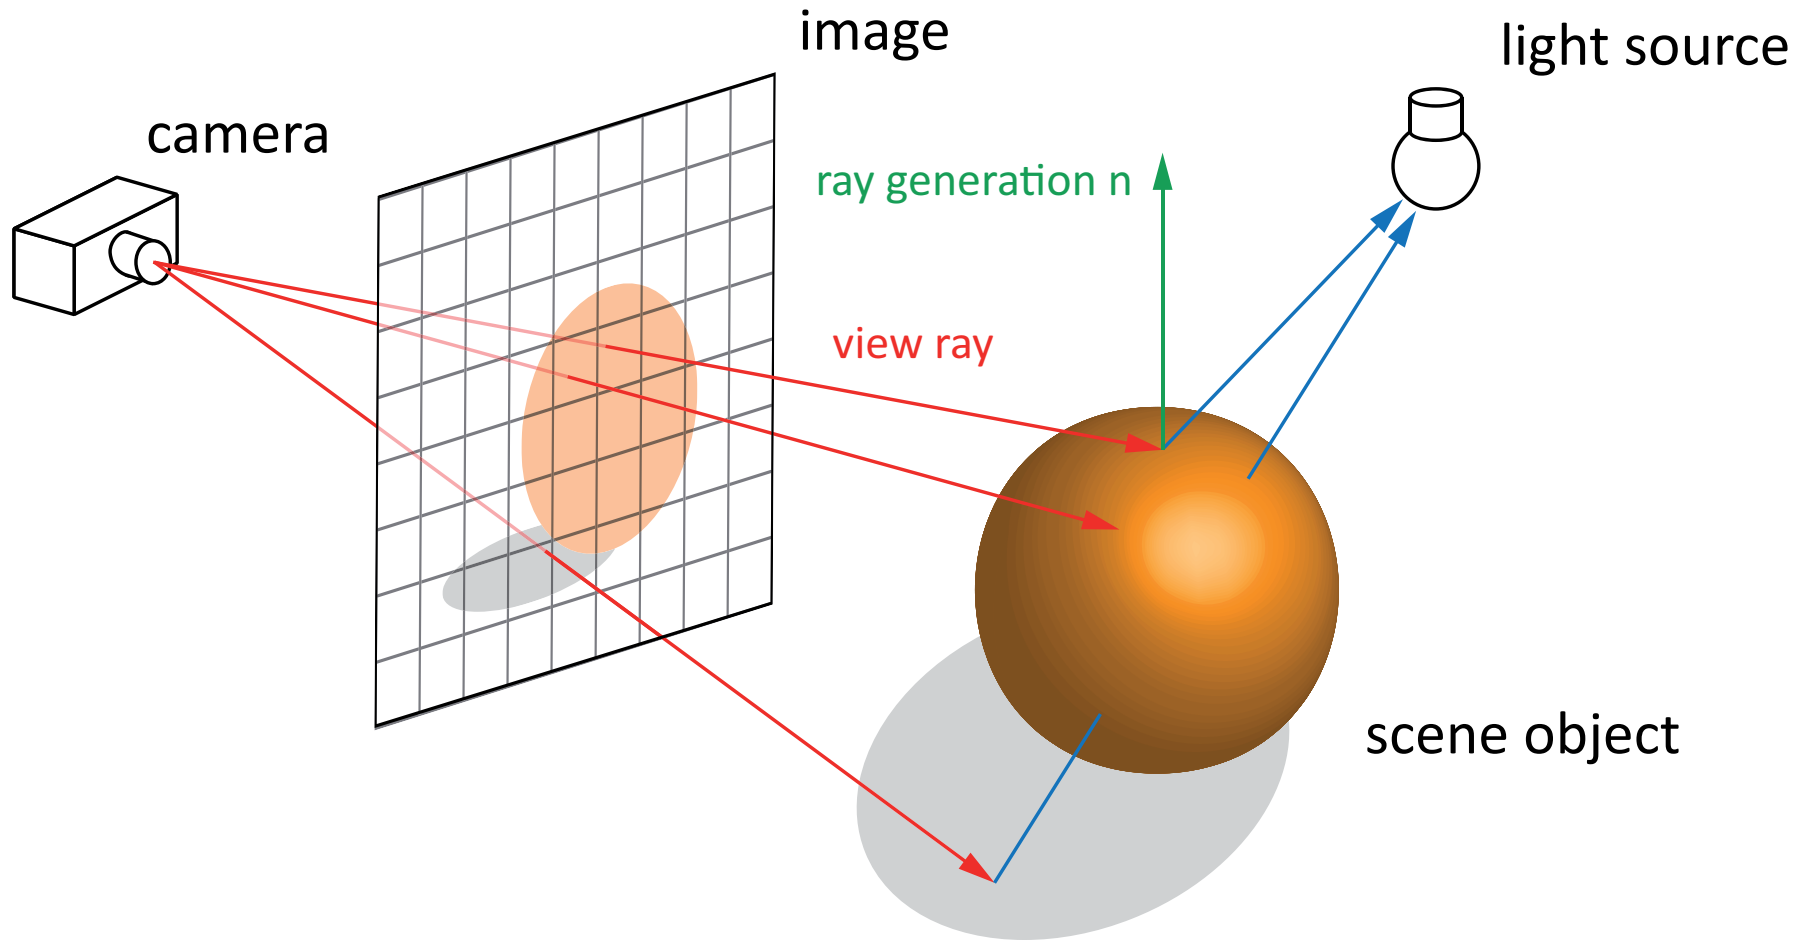 image
light source
camera
ray generation n
view ray
scene object